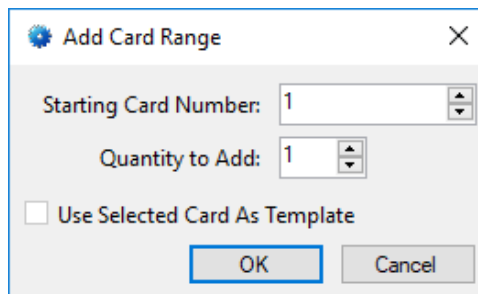 Add Card Range
Starting Card Number: 1
Quantity to Add: 1
Use Selected Card As Template
OK Cancel